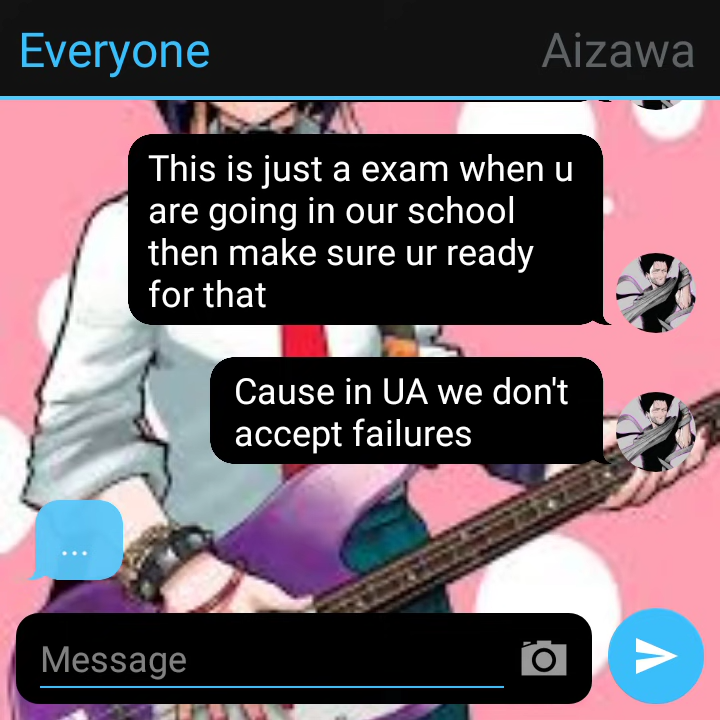 Everyone
Aizawa
This is just a exam when u
are going in our school
then make sure ur ready
for that
Cause in UA we don't
accept failures
...
Message